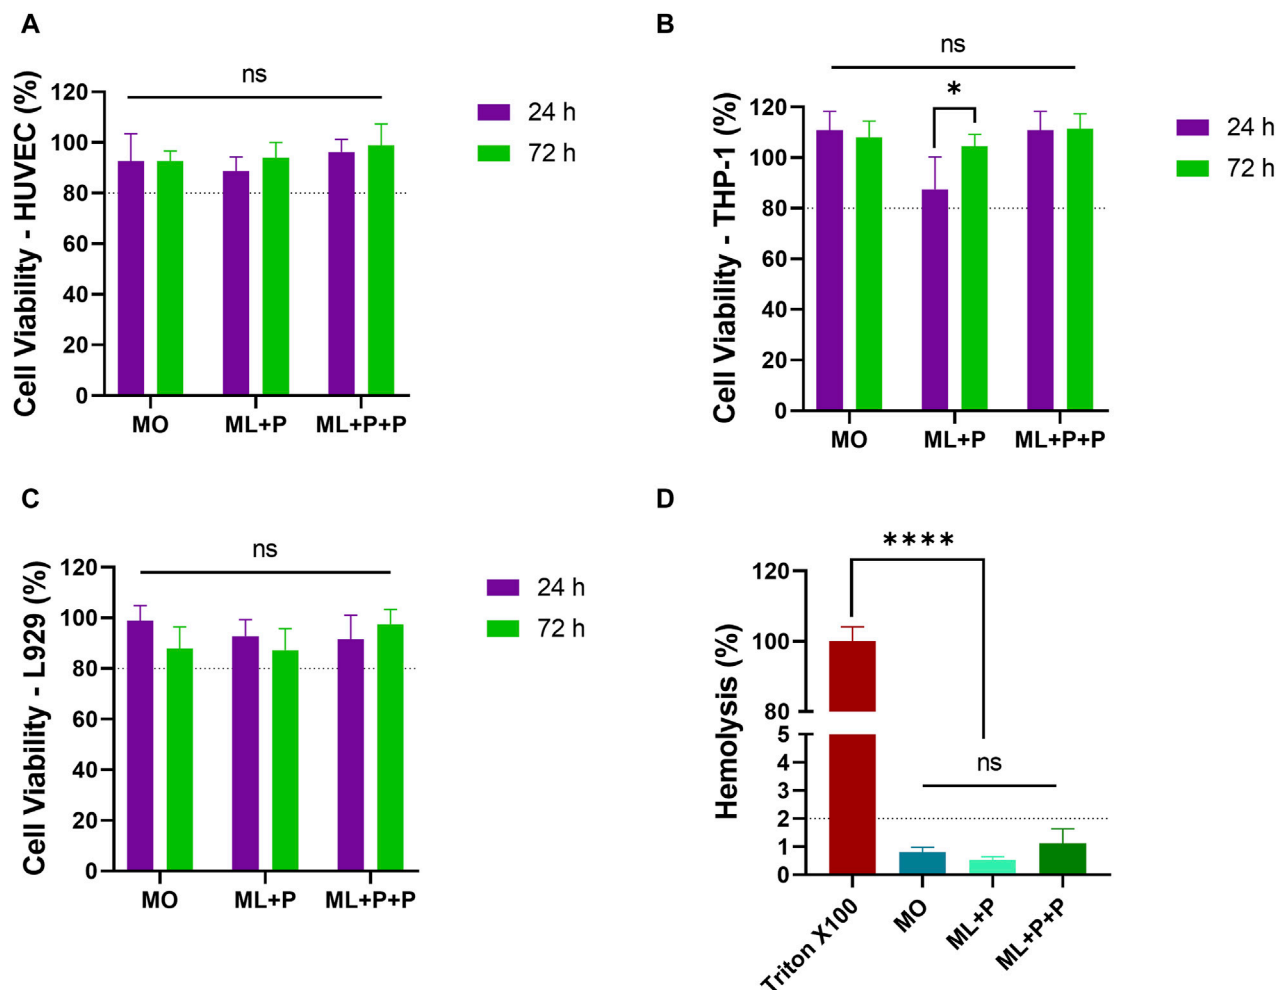 A
Cell Viability - HUVEC (%)
120
100
80
60
40
20
0
ns
24 h
72 h
MO
ML+P
ML+P+P
B
Cell Viability - THP-1 (%)
120
100
80
60
40
20
0
ns
*
24 h
72 h
MO
ML+P
ML+P+P
C
Cell Viability - L929 (%)
120
100
80
60
40
20
0
ns
24 h
72 h
MO
ML+P
ML+P+P
D
Hemolysis (%)
120
100
80
5
4
3
2
1
0
****
ns
Triton X100
MO
ML+P
ML+P+P